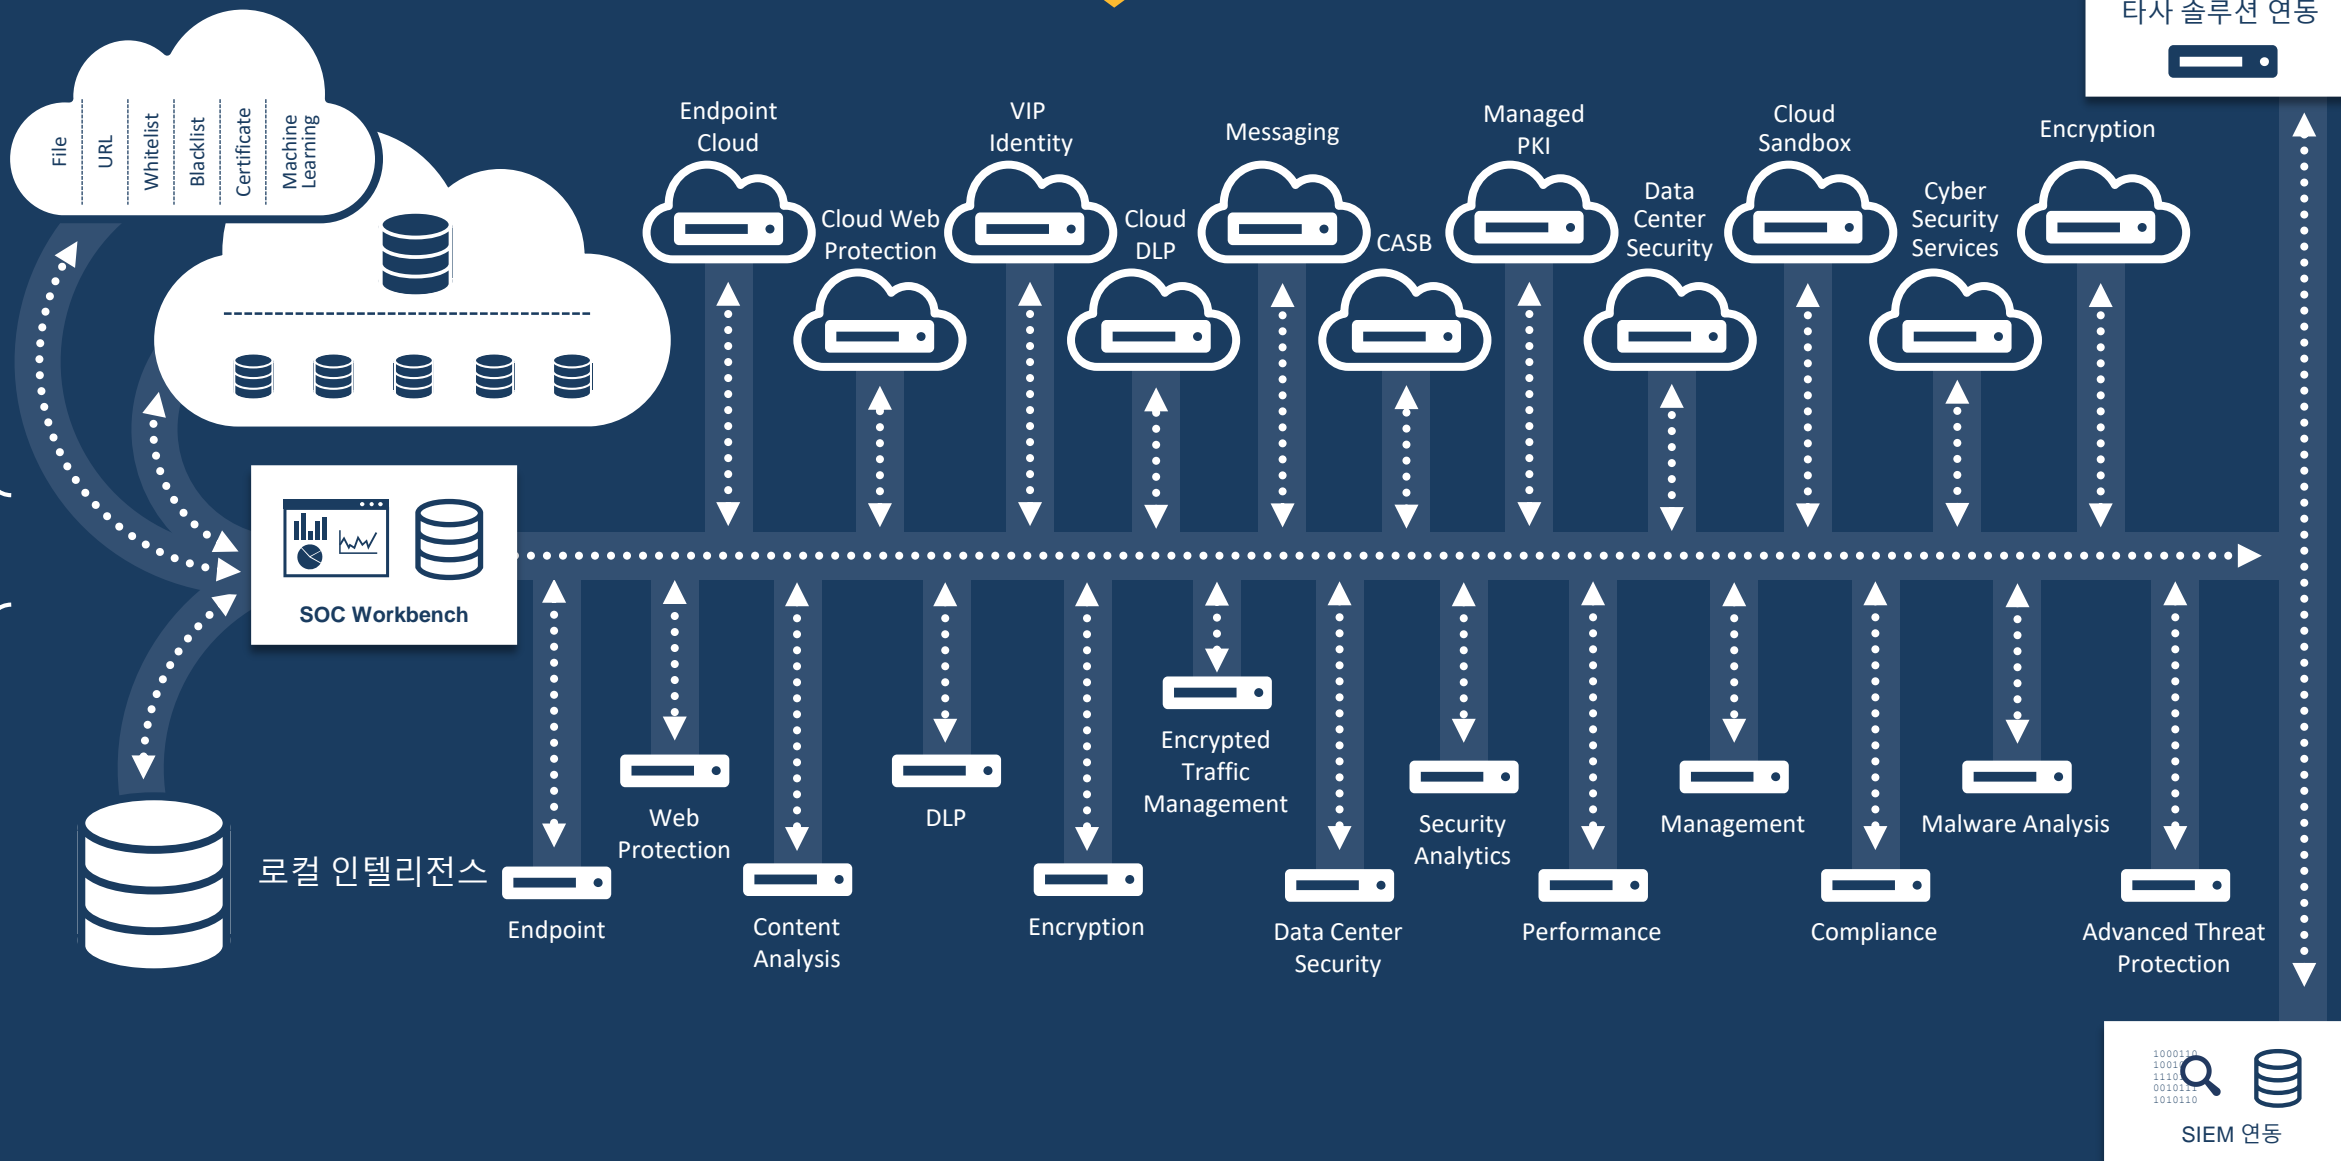 타사 솔루션 연동
File
URL
Whitelist
Blacklist
Certificate
Machine
Learning
Endpoint
Cloud
Cloud Web
Protection
VIP
Identity
Cloud
DLP
Messaging
CASB
Managed
PKI
Data
Center
Security
Cloud
Sandbox
Cyber
Security
Services
Encryption
SOC Workbench
로컬 인텔리전스
Endpoint
Web
Protection
Content
Analysis
DLP
Encryption
Encrypted
Traffic
Management
Data Center
Security
Security
Analytics
Performance
Management
Compliance
Malware Analysis
Advanced Threat
Protection
1000110
0010111
1010110
SIEM 연동